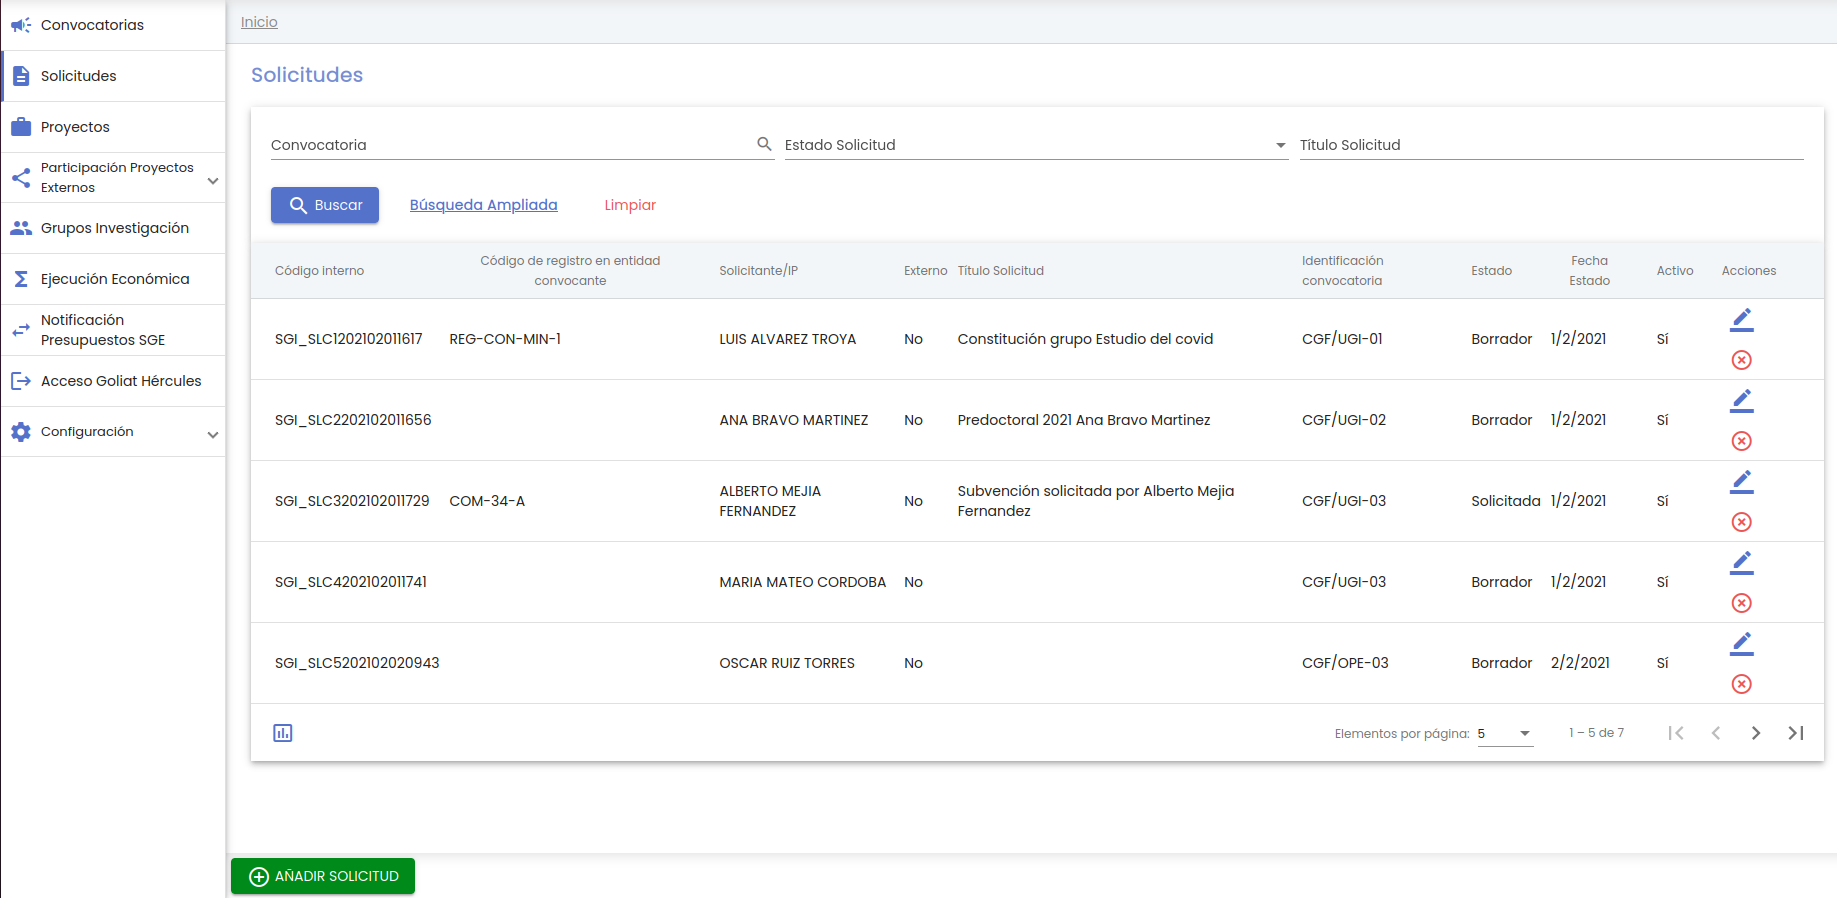 Convocatorias
Solicitudes
Proyectos
Participación Proyectos
Externos
Grupos Investigación
Ejecución Económica
Notificación
Presupuestos SGE
Acceso Goliat Hércules
Configuración
Inicio
Solicitudes
Convocatoria
Estado Solicitud
Título Solicitud
Buscar
Búsqueda Ampliada
Limpiar
Código interno
Código de registro en entidad
convocante
Solicitante/IP
Externo
Título Solicitud
Identificación
convocatoria
Estado
Fecha
Estado
Activo
Acciones
SGI_SLC1202102011617 REG-CON-MIN-1 LUIS ALVAREZ TROYA No Constitución grupo Estudio del covid CGF/UGI-01 Borrador 1/2/2021 Sí
SGI_SLC2202102011656 ANA BRAVO MARTINEZ No Predoctoral 2021 Ana Bravo Martinez CGF/UGI-02 Borrador 1/2/2021 Sí
SGI_SLC3202102011729 COM-34-A
ALBERTO MEJIA
FERNANDEZ
No
Subvención solicitada por Alberto Mejia
Fernandez
CGF/UGI-03 Solicitada 1/2/2021 Sí
SGI_SLC4202102011741 MARIA MATEO CORDOBA No CGF/UGI-03 Borrador 1/2/2021 Sí
SGI_SLC5202102020943 OSCAR RUIZ TORRES No CGF/OPE-03 Borrador 2/2/2021 Sí
Elementos por página: 5 1 – 5 de 7
AÑADIR SOLICITUD